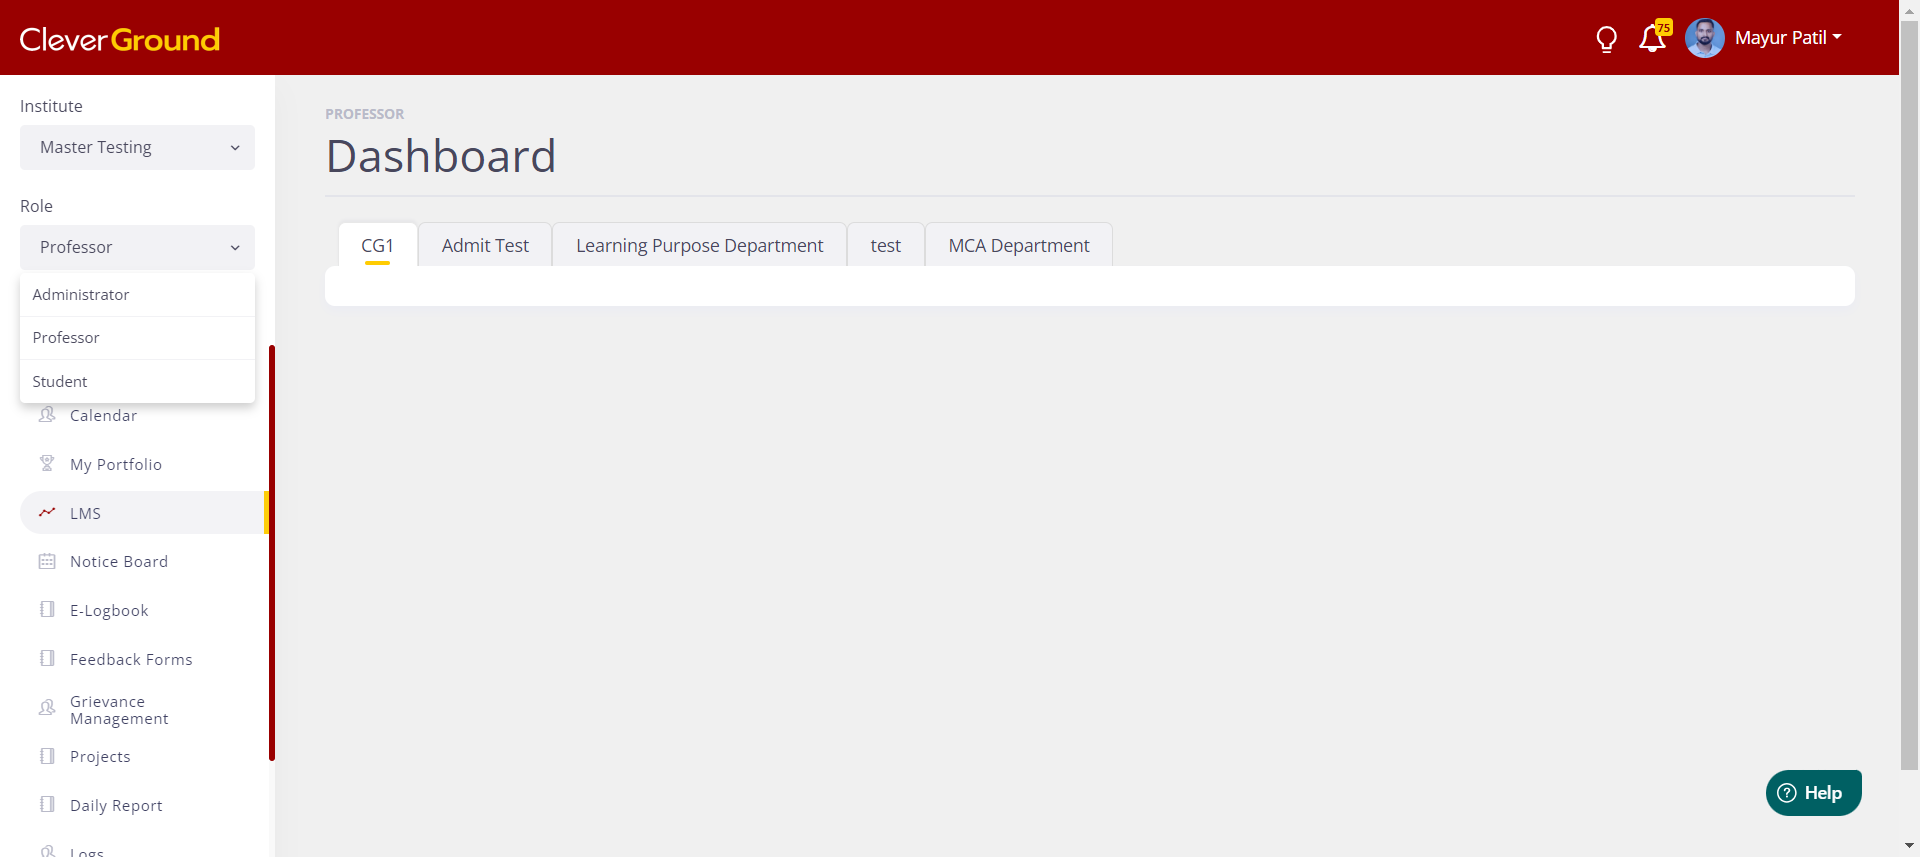 CleverGround
75
Mayur Patil
Institute
Master Testing
Role
Professor
Administrator
Professor
Student
Calendar
My Portfolio
LMS
Notice Board
E-Logbook
Feedback Forms
Grievance
Management
Projects
Daily Report
Logs
PROFESSOR
Dashboard
CG1
Admit Test
Learning Purpose Department
test
MCA Department
Help